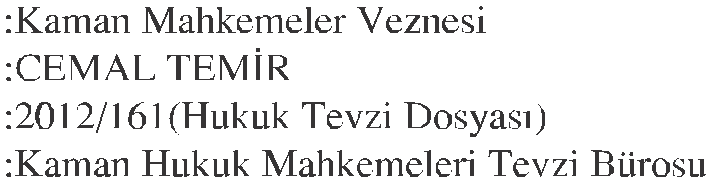 :Kaman Mahkemeler Veznesi
:CEMAL TEMİR
:2012/161(Hukuk Tevzi Dosyası)
:Kaman Hukuk Mahkemeleri Tevzi Bürosu